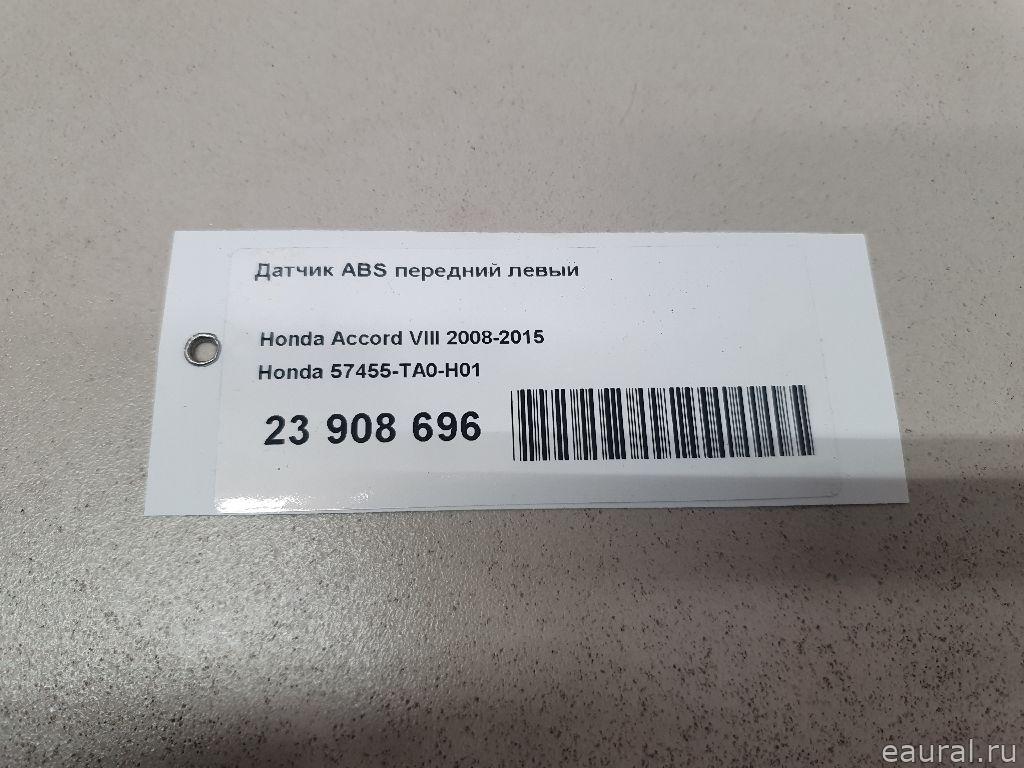 Датчик ABS передний левый
Honda Accord VIII 2008-2015
Honda 57455-TA0-H01
23 908 696
eaural.ru